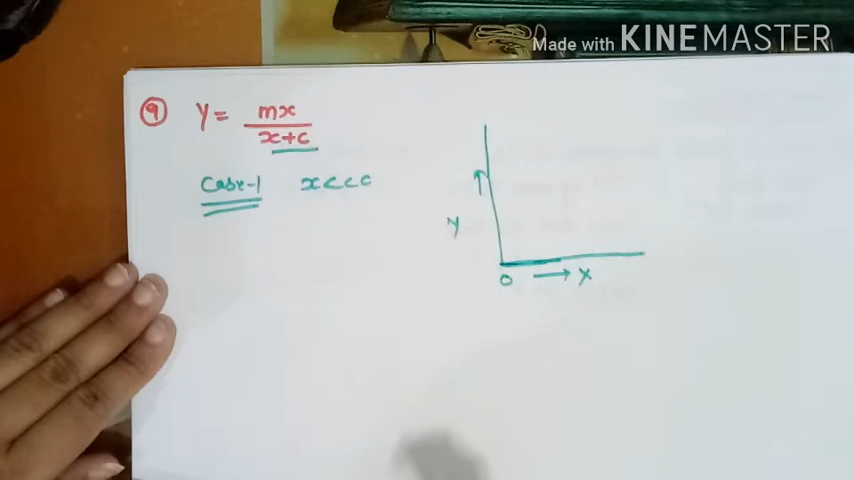 Made with KINEMASTER
9 Y = mx / x+c
Case-1 x<<c
Y
0 → X